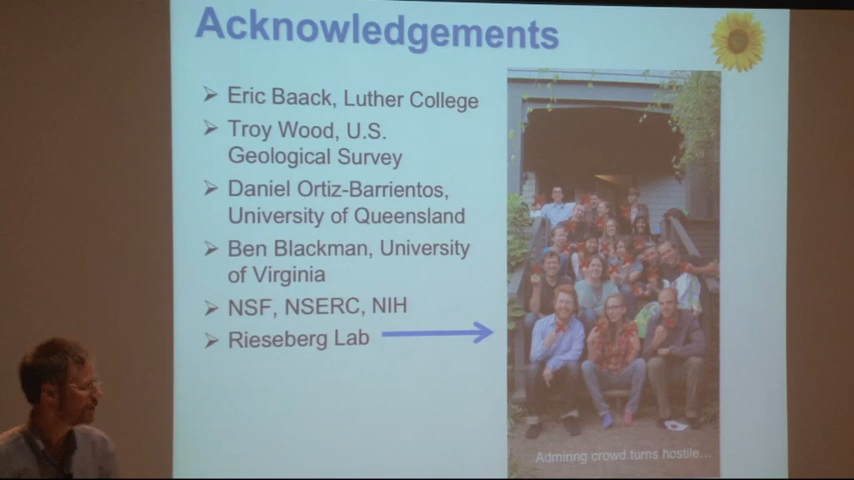 Acknowledgements
➢ Eric Baack, Luther College
➢ Troy Wood, U.S.
Geological Survey
➢ Daniel Ortiz-Barrientos,
University of Queensland
➢ Ben Blackman, University
of Virginia
➢ NSF, NSERC, NIH
➢ Rieseberg Lab
Admiring crowd turns hostile...